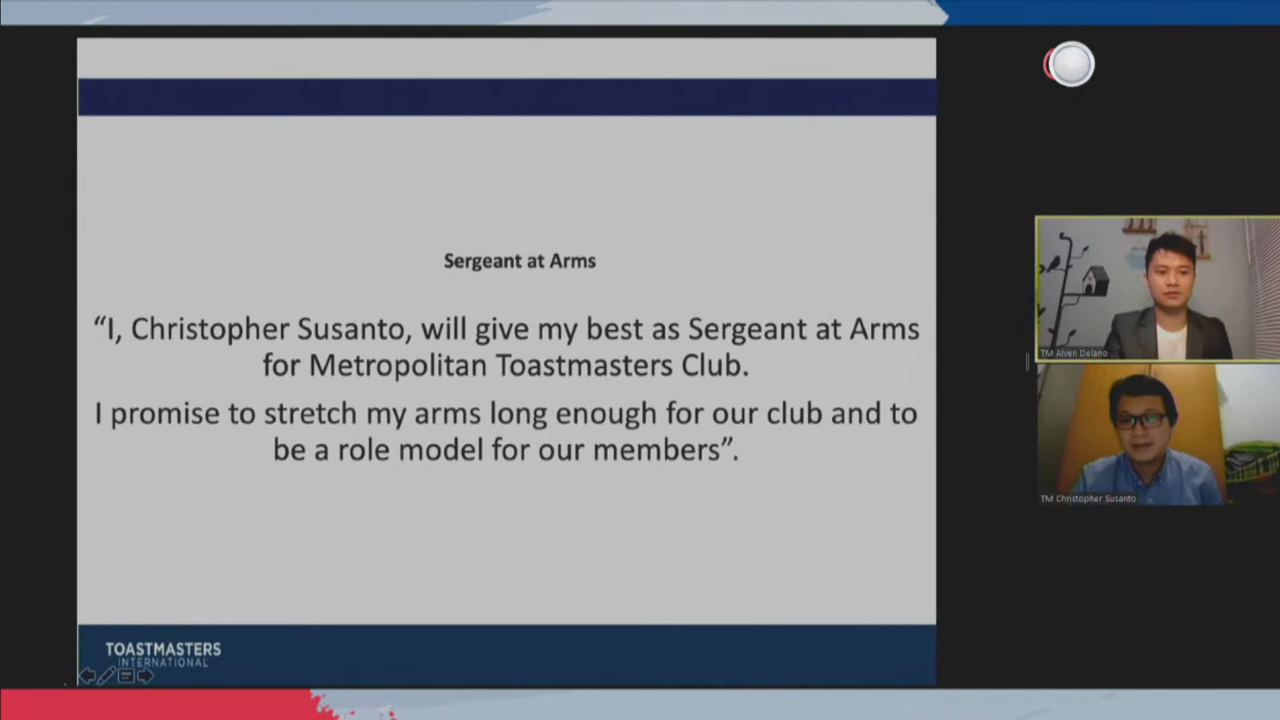 Sergeant at Arms
“I, Christopher Susanto, will give my best as Sergeant at Arms
for Metropolitan Toastmasters Club.
I promise to stretch my arms long enough for our club and to
be a role model for our members”.
TM Alven Delano
TM Christopher Susanto
TOASTMASTERS
INTERNATIONAL